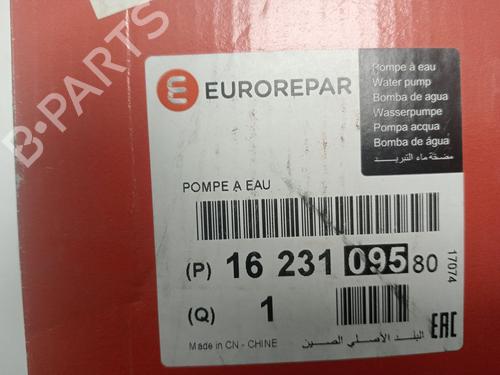 EUROREPAR
Pompe à eau
Water pump
Bomba de agua
Wasserpumpe
Pompa acqua
Bomba de água
مضخة ماء التبريد
POMPE A EAU
(P) 16 231 095 80
17074
(Q) 1
Made in CN - CHINE
البلد الأصلي الصين
EAC
B-PARTS